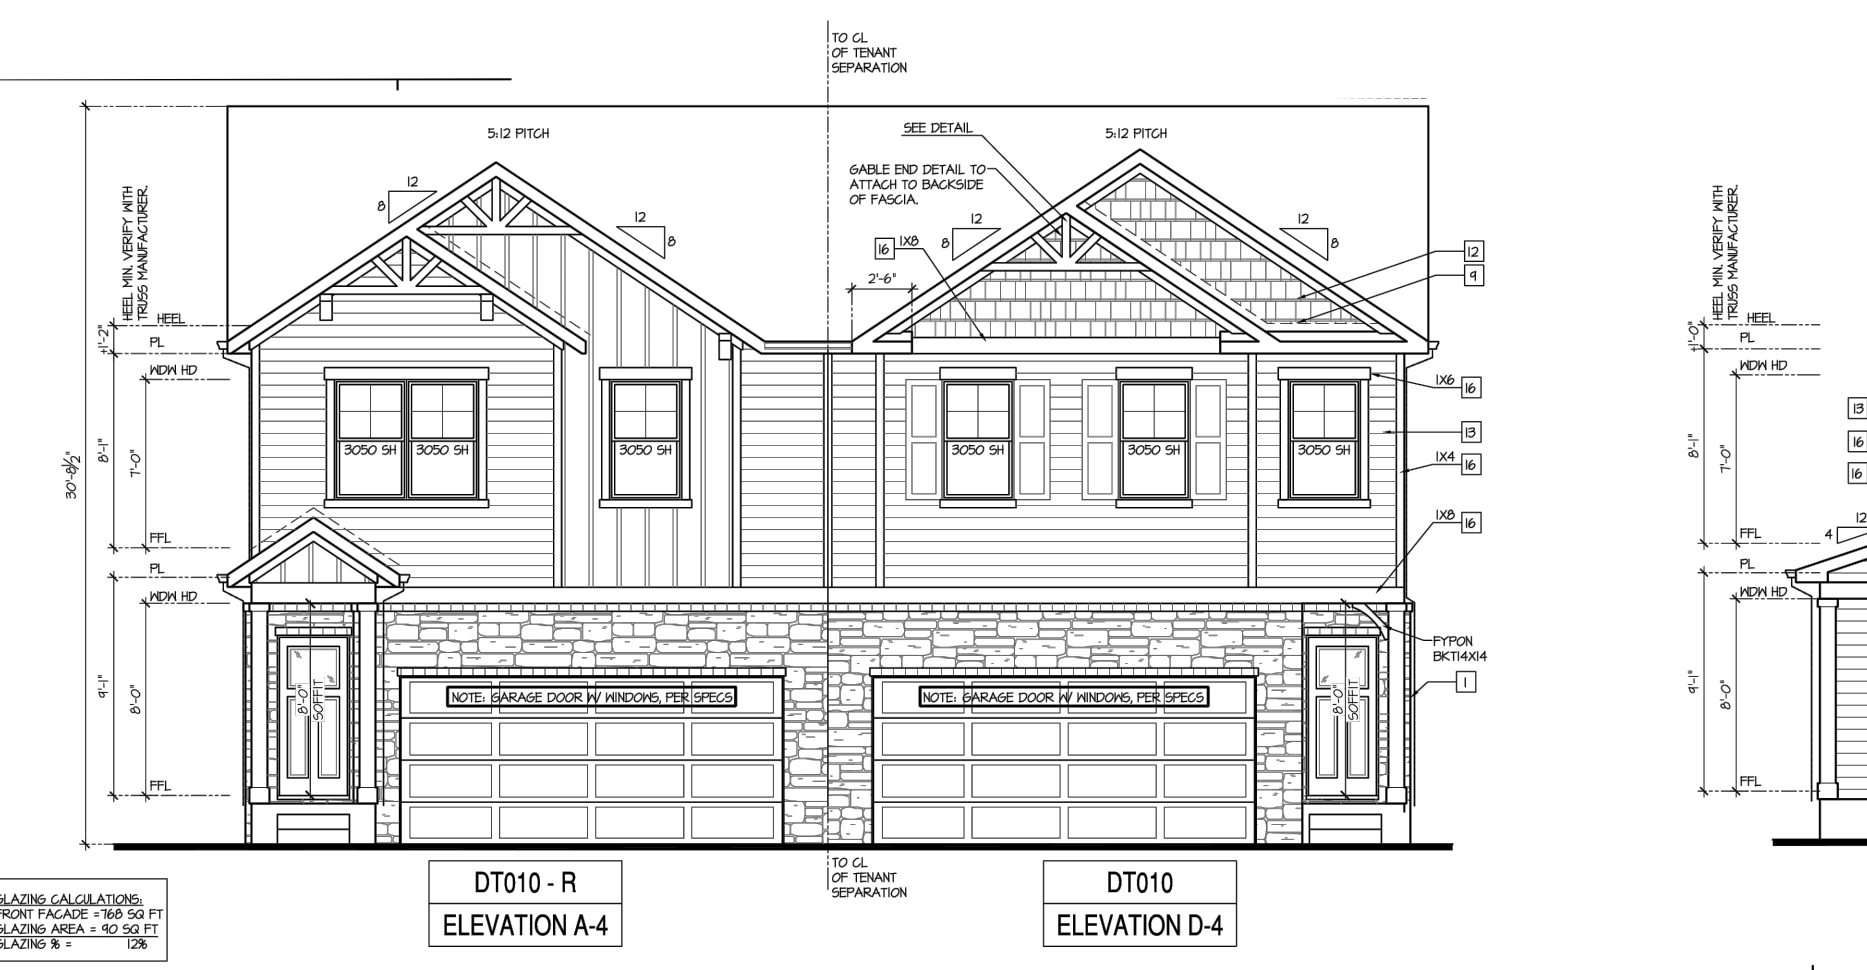 TO CL
OF TENANT
SEPARATION
5:12 PITCH
SEE DETAIL
5:12 PITCH
GABLE END DETAIL TO
ATTACH TO BACKSIDE
OF FASCIA.
12
8
12
8
12
8
12
8
16
1X8
2'-6"
12
9
HEEL MIN. VERIFY WITH
TRUSS MANUFACTURER.
HEEL
±1'-2"
PL
WDW HD
8'-1"
7'-0"
30'-8½"
3050 SH
3050 SH
3050 SH
3050 SH
3050 SH
3050 SH
1X6
16
13
1X4
16
1X8
16
FFL
PL
WDW HD
9'-1"
8'-0"
FFL
8'-0"
SOFFIT
NOTE: GARAGE DOOR W/ WINDOWS, PER SPECS
NOTE: GARAGE DOOR W/ WINDOWS, PER SPECS
8'-0"
SOFFIT
FYPON
BKT14X14
1
TO CL
OF TENANT
SEPARATION
DT010 - R
ELEVATION A-4
DT010
ELEVATION D-4
GLAZING CALCULATIONS:
FRONT FACADE =768 SQ FT
GLAZING AREA = 90 SQ FT
GLAZING % = 12%
HEEL MIN. VERIFY WITH
TRUSS MANUFACTURER.
HEEL
±1'-0"
PL
WDW HD
8'-1"
7'-0"
13
16
16
12
4
FFL
PL
WDW HD
9'-1"
8'-0"
FFL